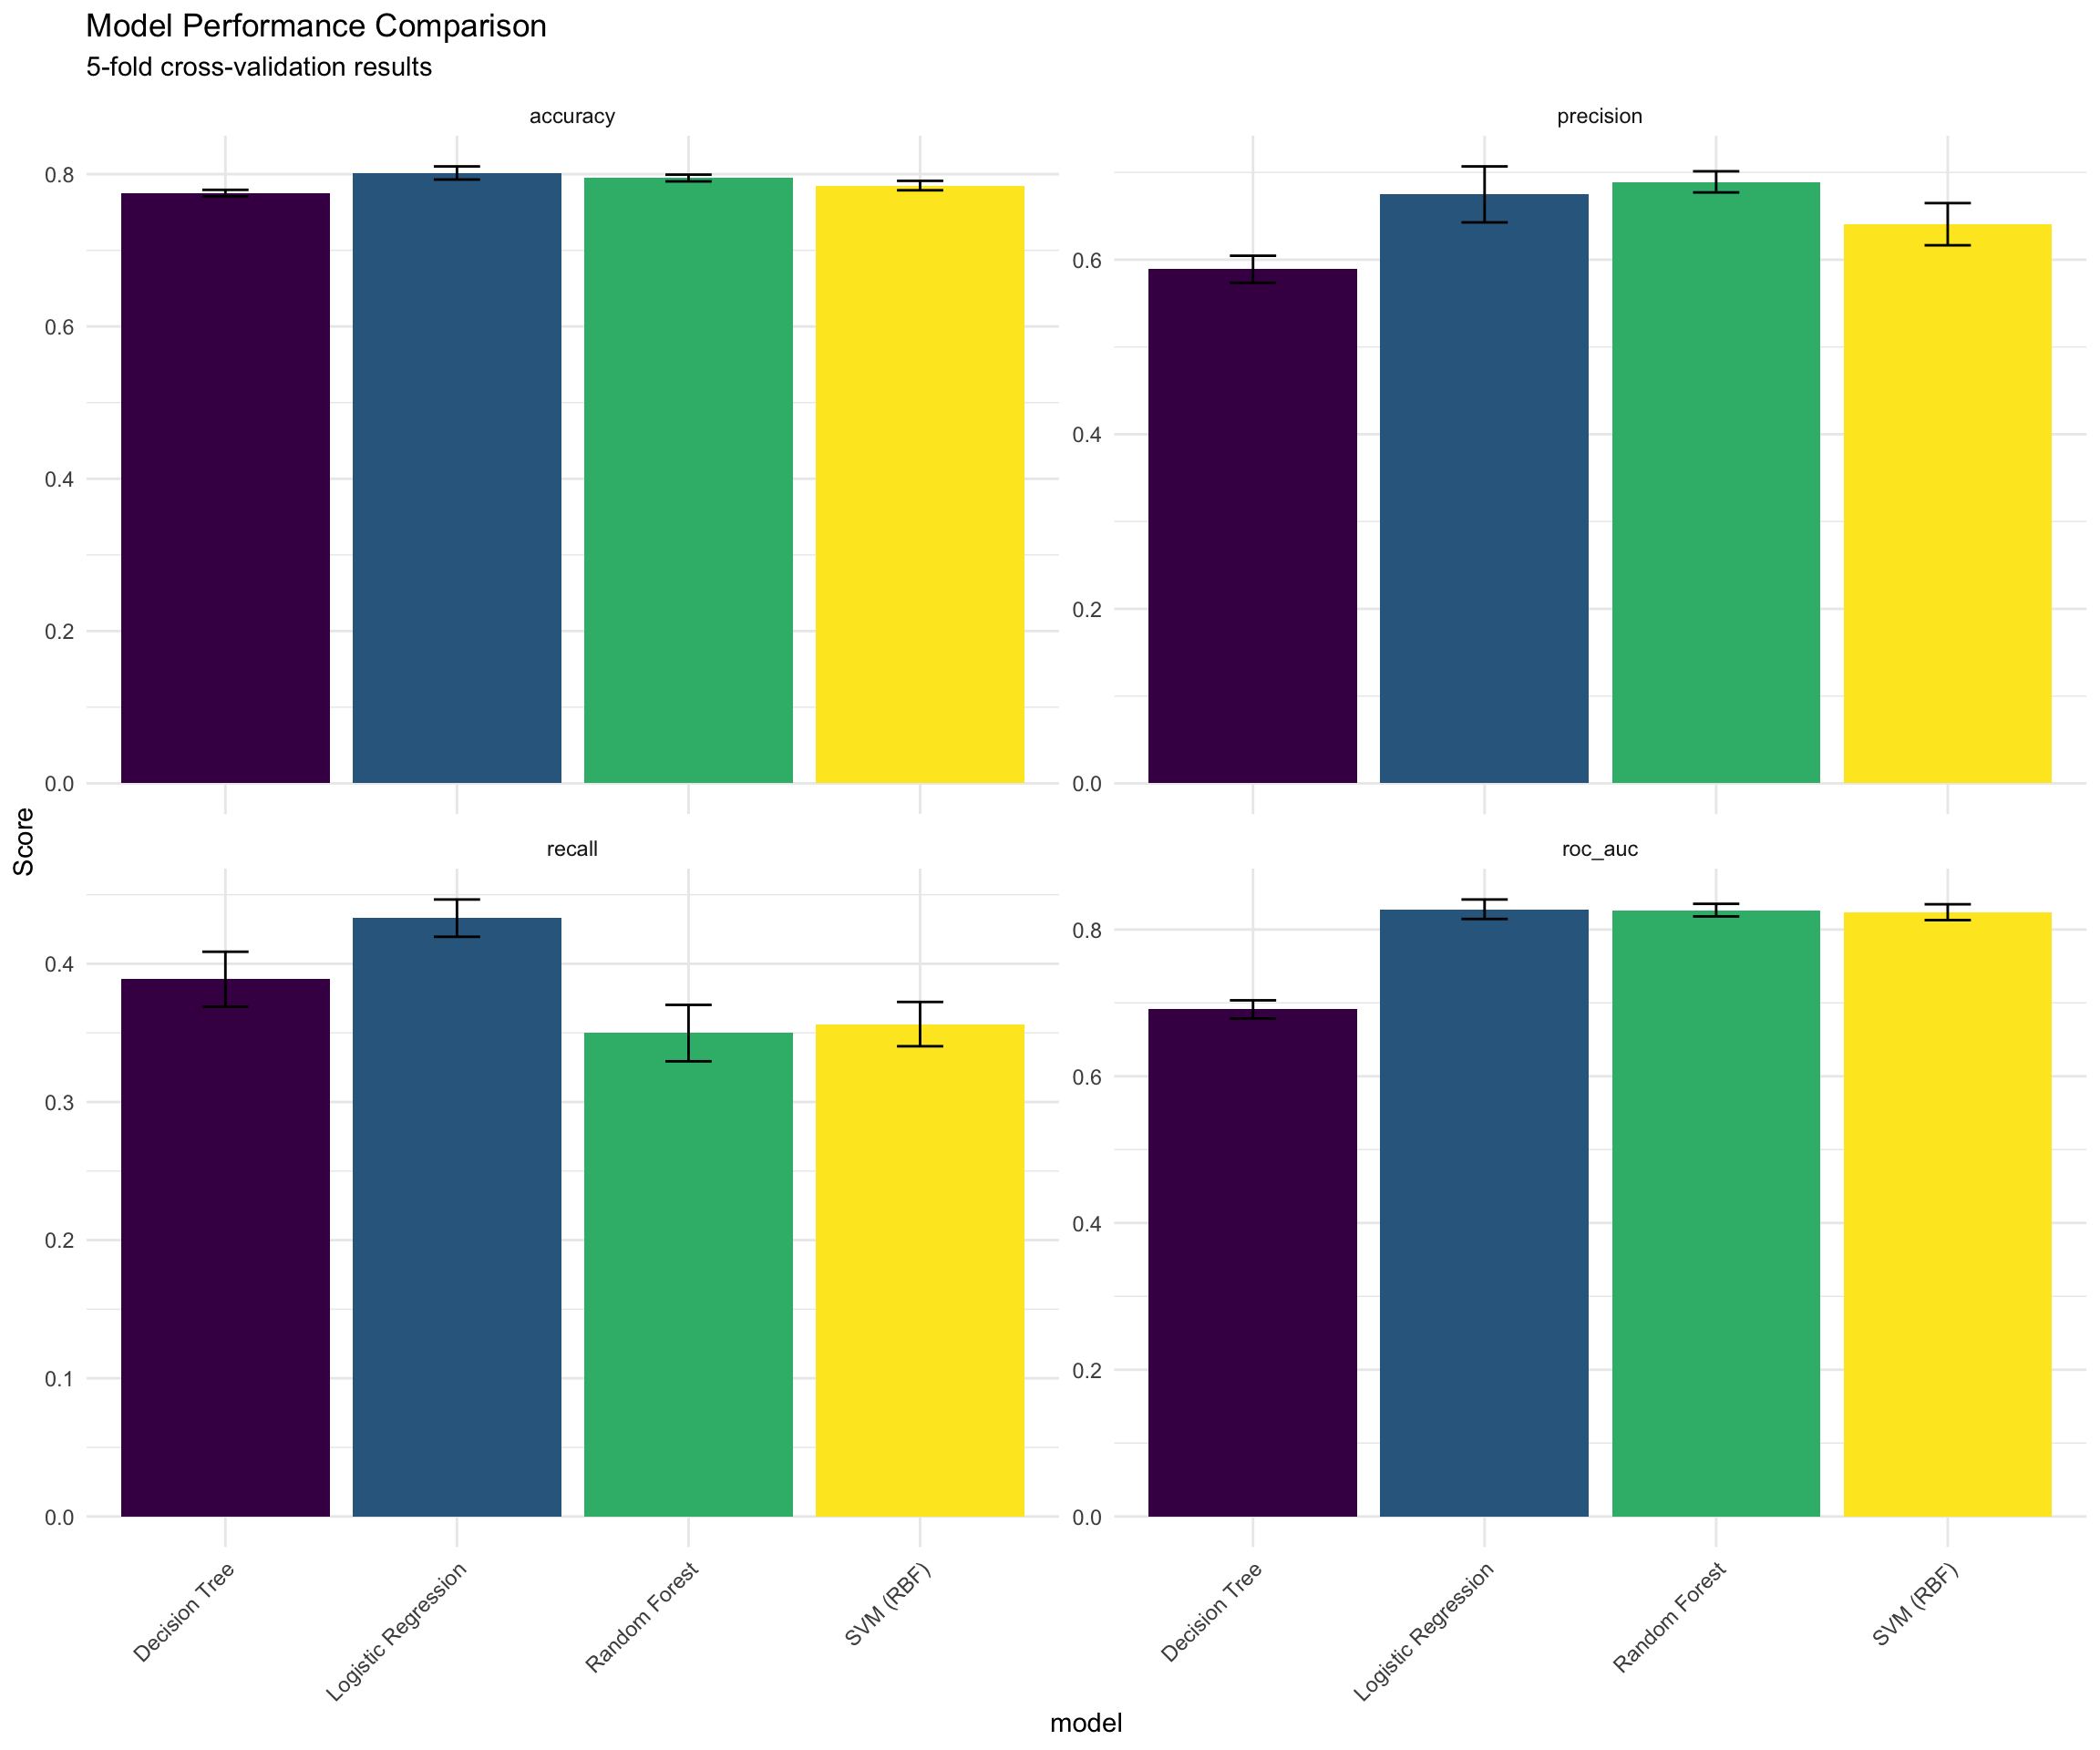 Model Performance Comparison
5-fold cross-validation results
accuracy
precision
0.8
0.6
0.4
0.2
0.0
0.6
0.4
0.2
0.0
Score
recall
roc_auc
0.4
0.3
0.2
0.1
0.0
0.8
0.6
0.4
0.2
0.0
Decision Tree
Logistic Regression
Random Forest
SVM (RBF)
Decision Tree
Logistic Regression
Random Forest
SVM (RBF)
model